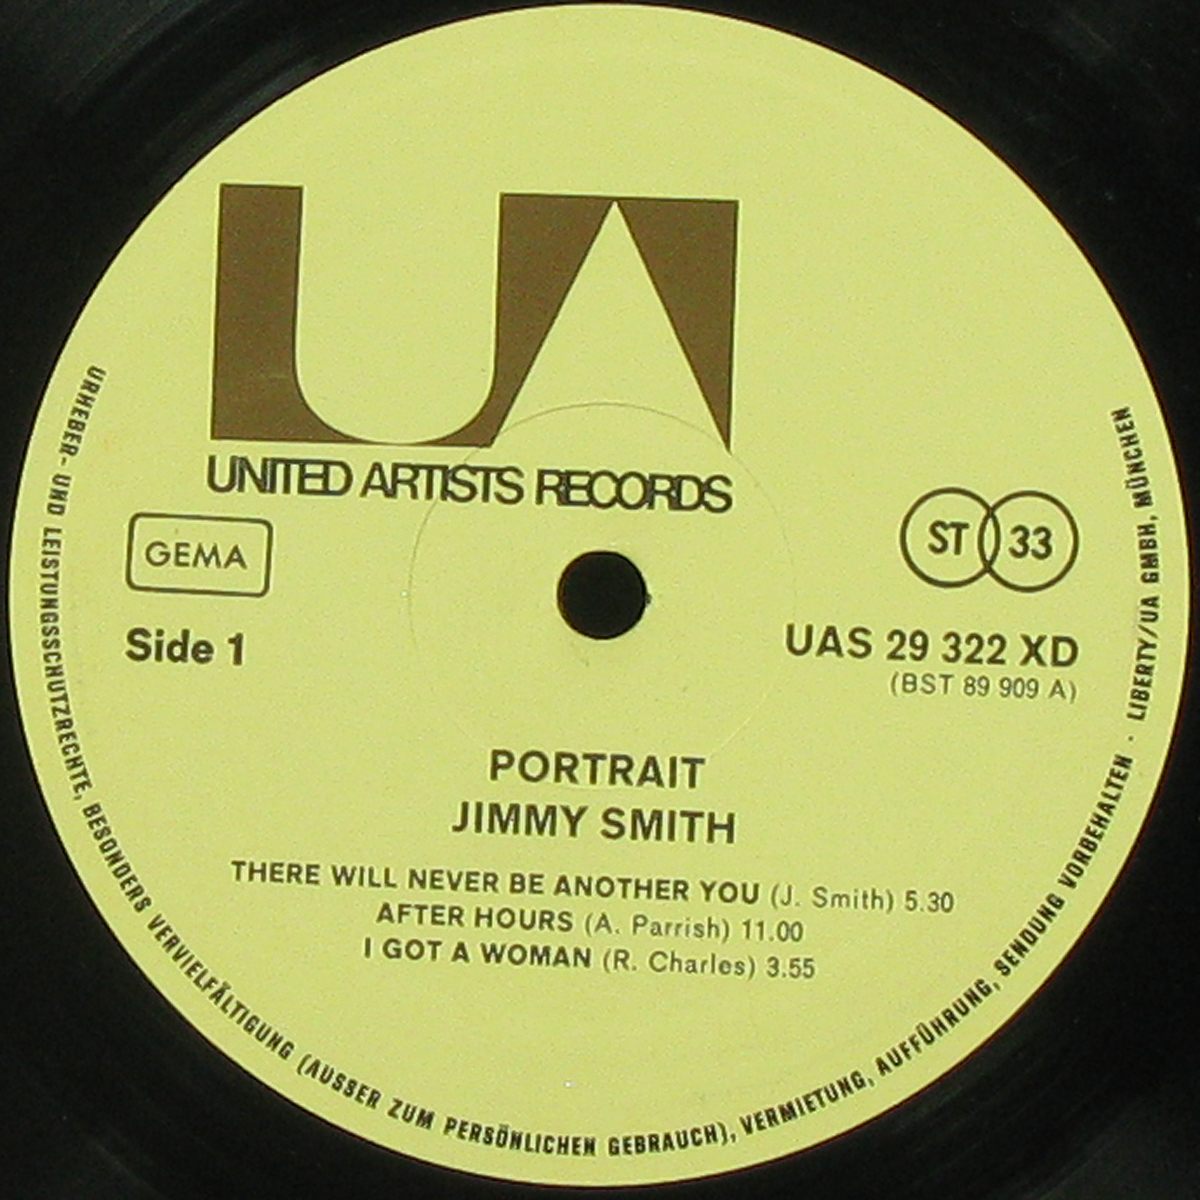 UA
UNITED ARTISTS RECORDS
GEMA
ST 33
Side 1
UAS 29 322 XD
(BST 89 909 A)
PORTRAIT
JIMMY SMITH
THERE WILL NEVER BE ANOTHER YOU (J. Smith) 5.30
AFTER HOURS (A. Parrish) 11.00
I GOT A WOMAN (R. Charles) 3.55
URHEBER- UND LEISTUNGSSCHUTZRECHTE, BESONDERS VERVIELFÄLTIGUNG (AUSSER ZUM PERSÖNLICHEN GEBRAUCH), VERMIETUNG, AUFFÜHRUNG, SENDUNG VORBEHALTEN · LIBERTY/UA GMBH, MÜNCHEN